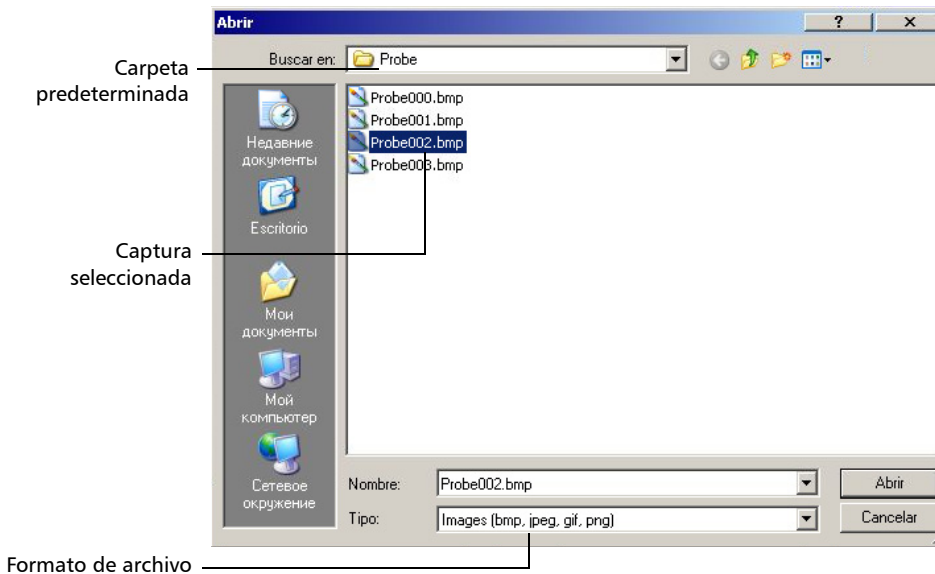 Abrir
Buscar en: Probe
Carpeta
predeterminada
Probe000.bmp
Probe001.bmp
Probe002.bmp
Probe003.bmp
Недавние
документы
Escritorio
Captura
seleccionada
Мои
документы
Мой
компьютер
Сетевое
окружение
Nombre: Probe002.bmp Abrir
Tipo: Images (bmp, jpeg, gif, png) Cancelar
Formato de archivo